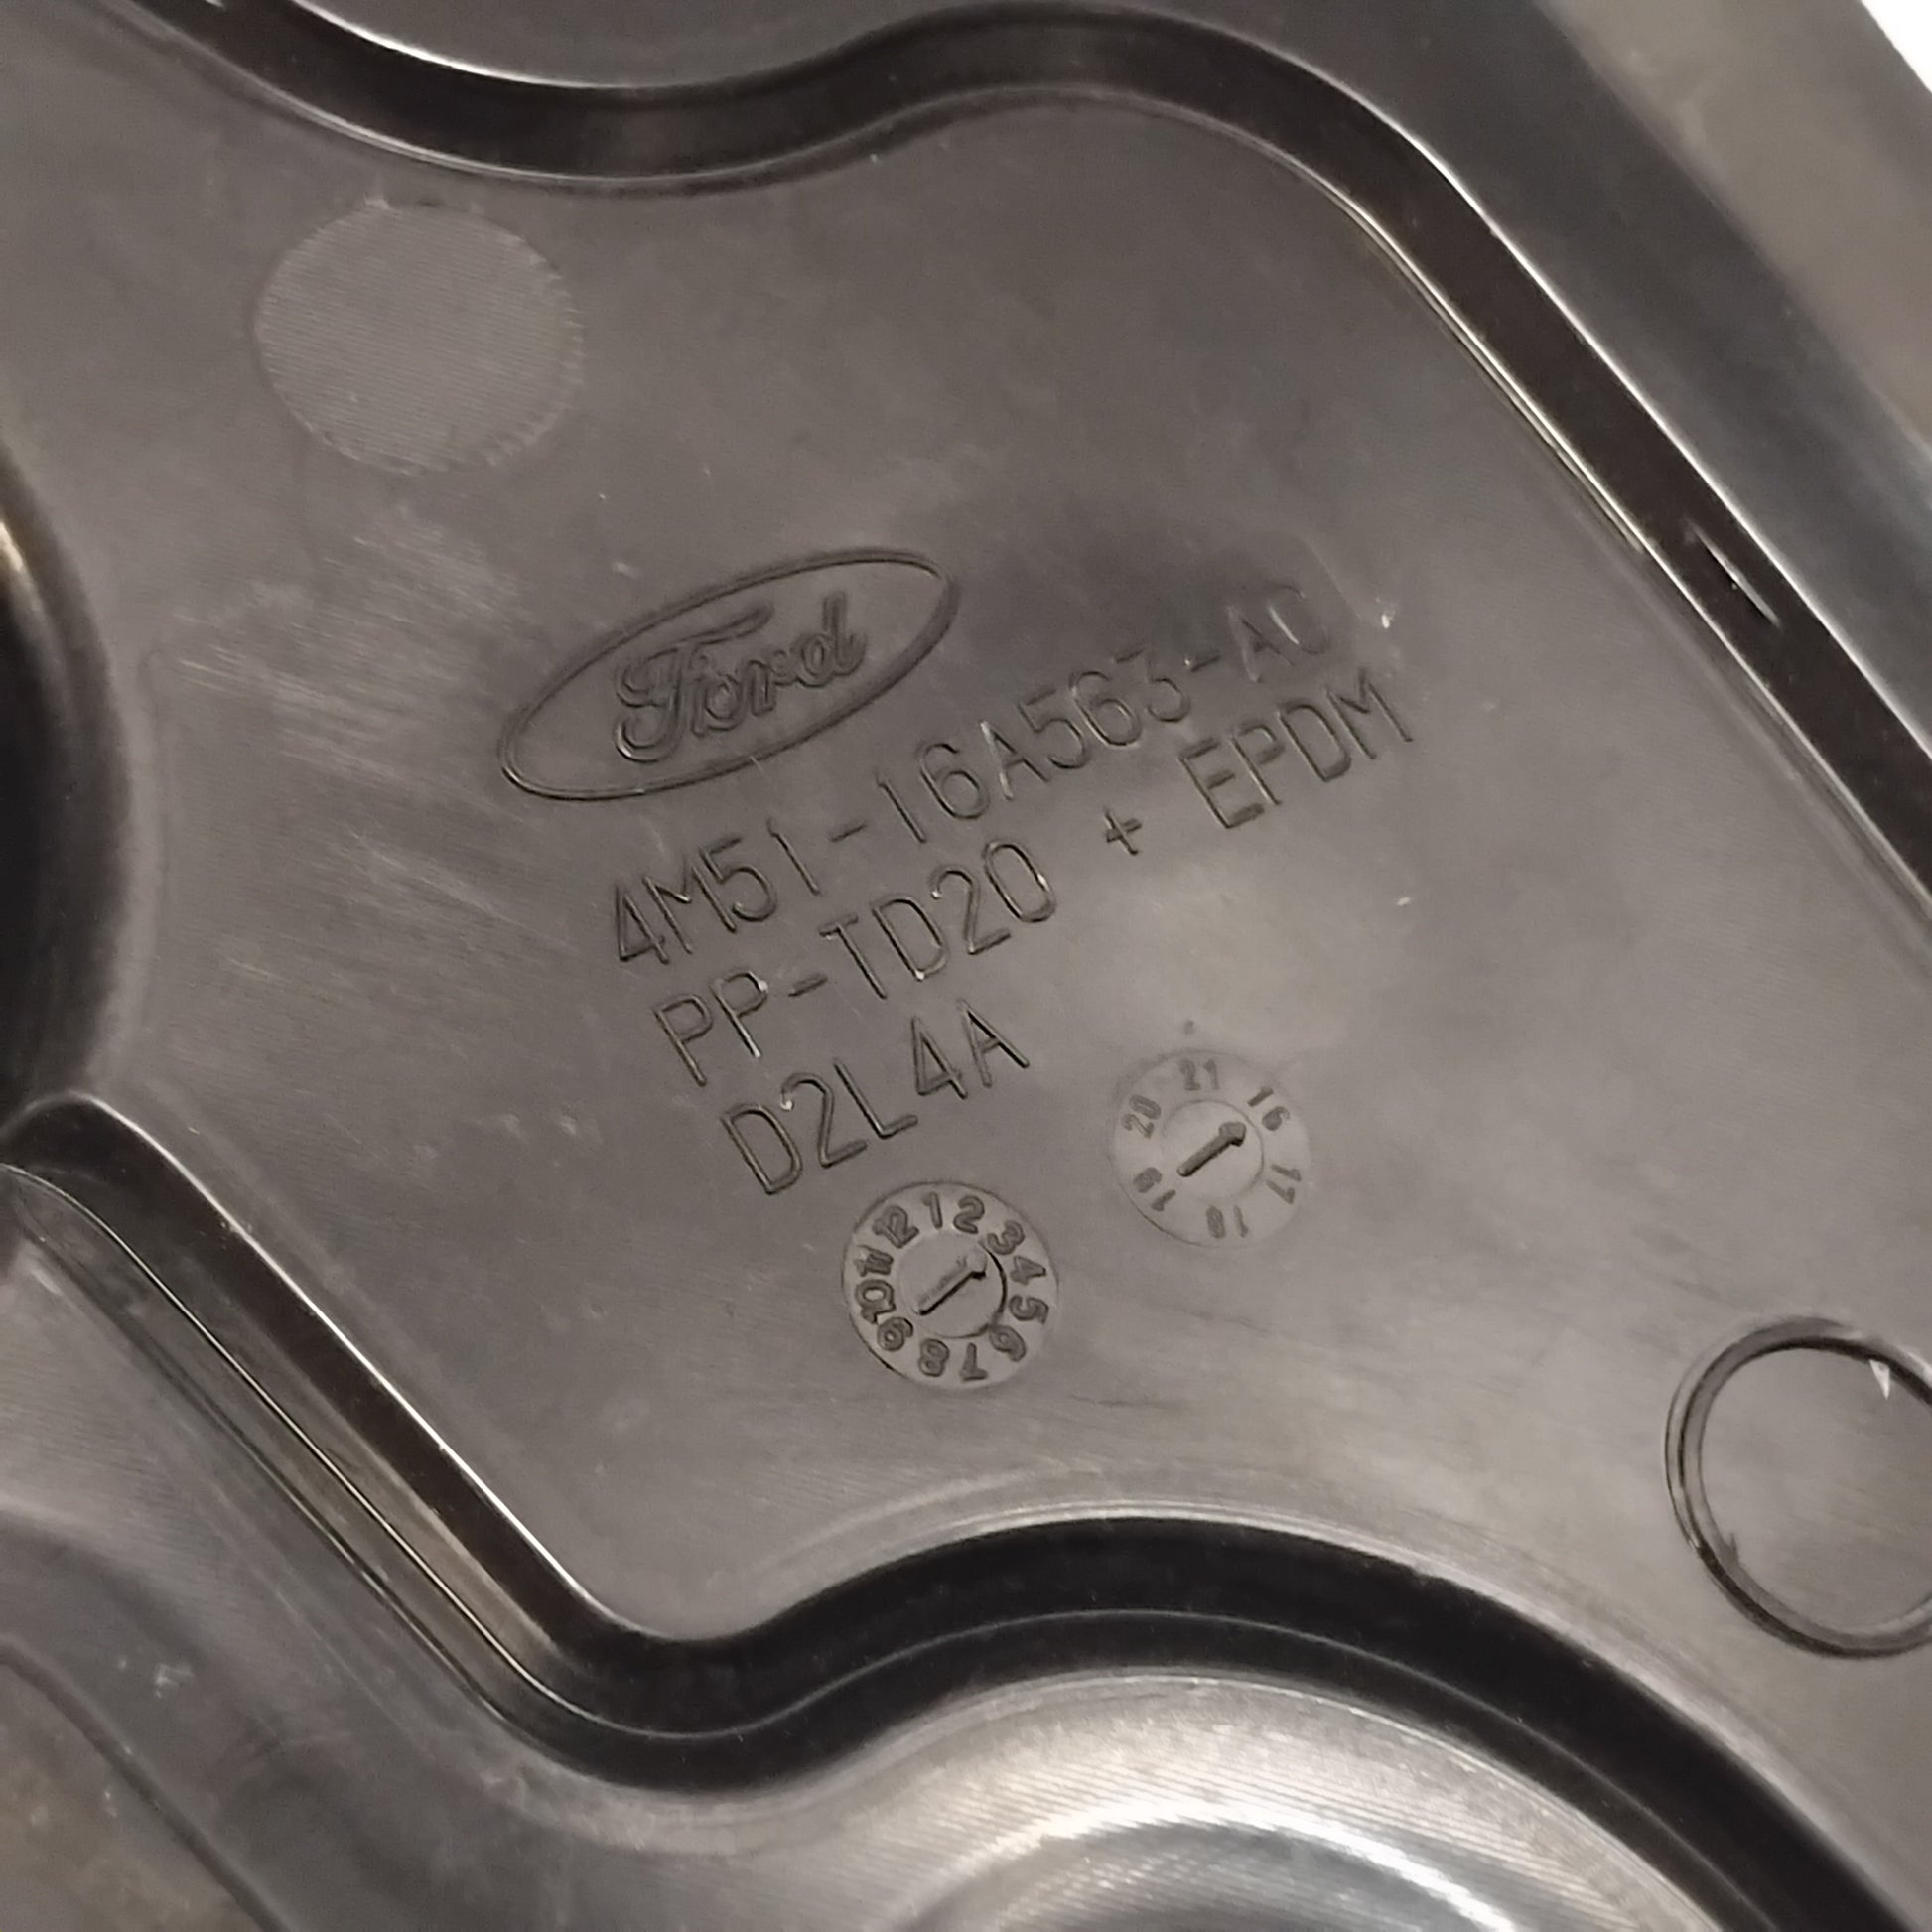 Ford
4M51-16A563-AC
PP-TD20 + EPDM
D2L4A
20 21 16 17 18 19
12 1 2 3 4 5 6 7 8 9 10 11